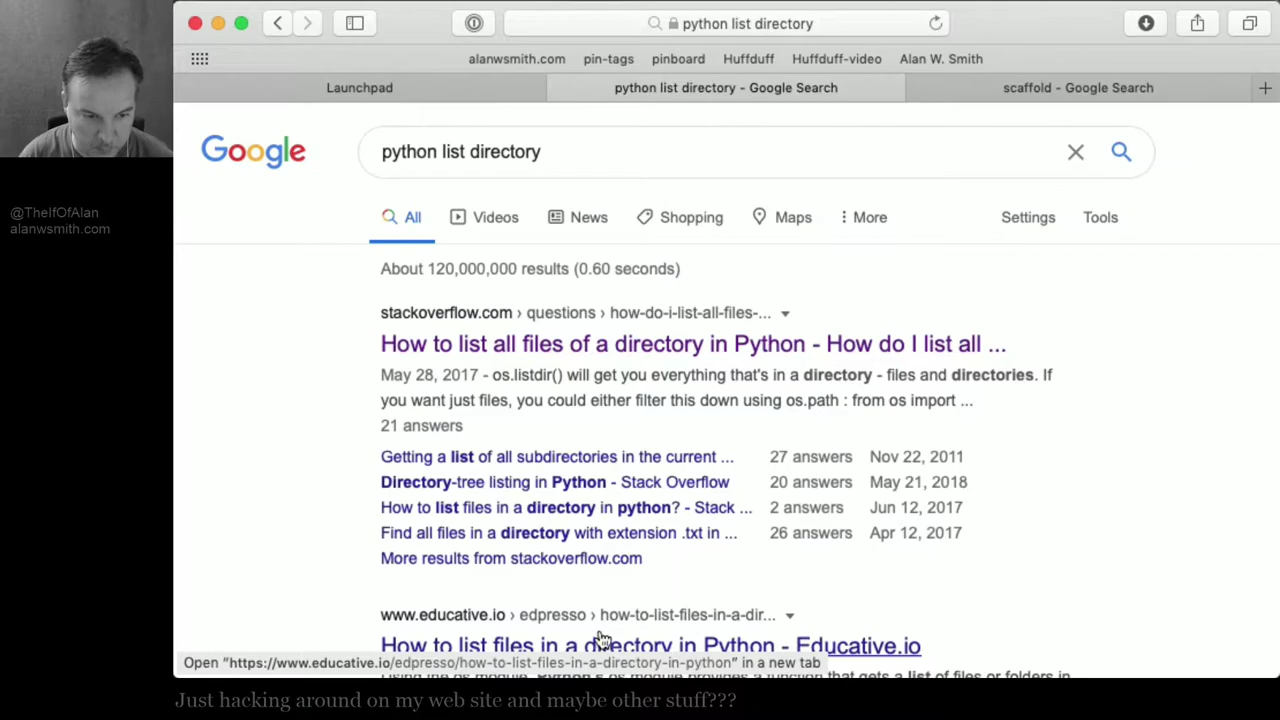 python list directory
alanwsmith.com pin-tags pinboard Huffduff Huffduff-video Alan W. Smith
Launchpad python list directory - Google Search scaffold - Google Search
Google python list directory
All Videos News Shopping Maps More Settings Tools
@TheIfOfAlan
alanwsmith.com
About 120,000,000 results (0.60 seconds)
stackoverflow.com › questions › how-do-i-list-all-files-...
How to list all files of a directory in Python - How do I list all ...
May 28, 2017 - os.listdir() will get you everything that's in a directory - files and directories. If
you want just files, you could either filter this down using os.path : from os import ...
21 answers
Getting a list of all subdirectories in the current ... 27 answers Nov 22, 2011
Directory-tree listing in Python - Stack Overflow 20 answers May 21, 2018
How to list files in a directory in python? - Stack ... 2 answers Jun 12, 2017
Find all files in a directory with extension .txt in ... 26 answers Apr 12, 2017
More results from stackoverflow.com
www.educative.io › edpresso › how-to-list-files-in-a-dir...
How to list files in a directory in Python - Educative.io
Open "https://www.educative.io/edpresso/how-to-list-files-in-a-directory-in-python" in a new tab
Just hacking around on my web site and maybe other stuff???